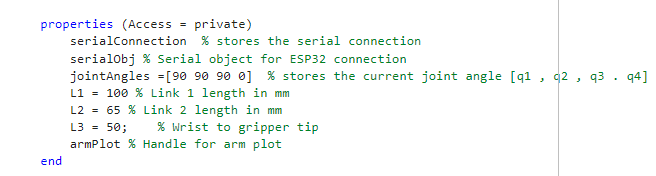 properties (Access = private)
serialConnection % stores the serial connection
serialObj % Serial object for ESP32 connection
jointAngles =[90 90 90 0] % stores the current joint angle [q1 , q2 , q3 . q4]
L1 = 100 % Link 1 length in mm
L2 = 65 % Link 2 length in mm
L3 = 50; % Wrist to gripper tip
armPlot % Handle for arm plot
end